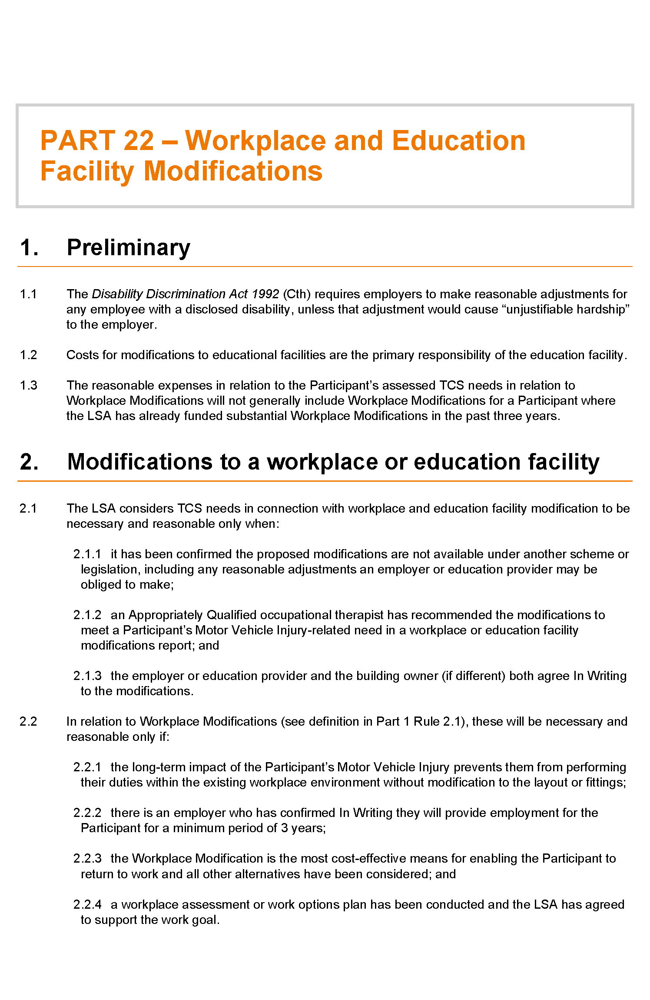 PART 22 – Workplace and Education
Facility Modifications
1. Preliminary
1.1 The Disability Discrimination Act 1992 (Cth) requires employers to make reasonable adjustments for
any employee with a disclosed disability, unless that adjustment would cause “unjustifiable hardship”
to the employer.
1.2 Costs for modifications to educational facilities are the primary responsibility of the education facility.
1.3 The reasonable expenses in relation to the Participant’s assessed TCS needs in relation to
Workplace Modifications will not generally include Workplace Modifications for a Participant where
the LSA has already funded substantial Workplace Modifications in the past three years.
2. Modifications to a workplace or education facility
2.1 The LSA considers TCS needs in connection with workplace and education facility modification to be
necessary and reasonable only when:
2.1.1 it has been confirmed the proposed modifications are not available under another scheme or
legislation, including any reasonable adjustments an employer or education provider may be
obliged to make;
2.1.2 an Appropriately Qualified occupational therapist has recommended the modifications to
meet a Participant’s Motor Vehicle Injury-related need in a workplace or education facility
modifications report; and
2.1.3 the employer or education provider and the building owner (if different) both agree In Writing
to the modifications.
2.2 In relation to Workplace Modifications (see definition in Part 1 Rule 2.1), these will be necessary and
reasonable only if:
2.2.1 the long-term impact of the Participant’s Motor Vehicle Injury prevents them from performing
their duties within the existing workplace environment without modification to the layout or fittings;
2.2.2 there is an employer who has confirmed In Writing they will provide employment for the
Participant for a minimum period of 3 years;
2.2.3 the Workplace Modification is the most cost-effective means for enabling the Participant to
return to work and all other alternatives have been considered; and
2.2.4 a workplace assessment or work options plan has been conducted and the LSA has agreed
to support the work goal.